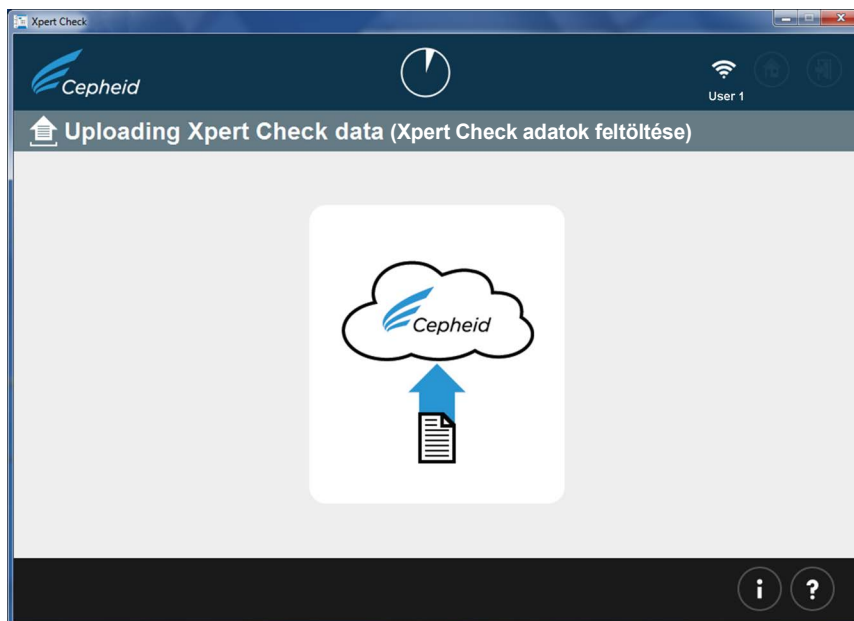 Xpert Check
Cepheid
User 1
Uploading Xpert Check data (Xpert Check adatok feltöltése)
Cepheid
i ?